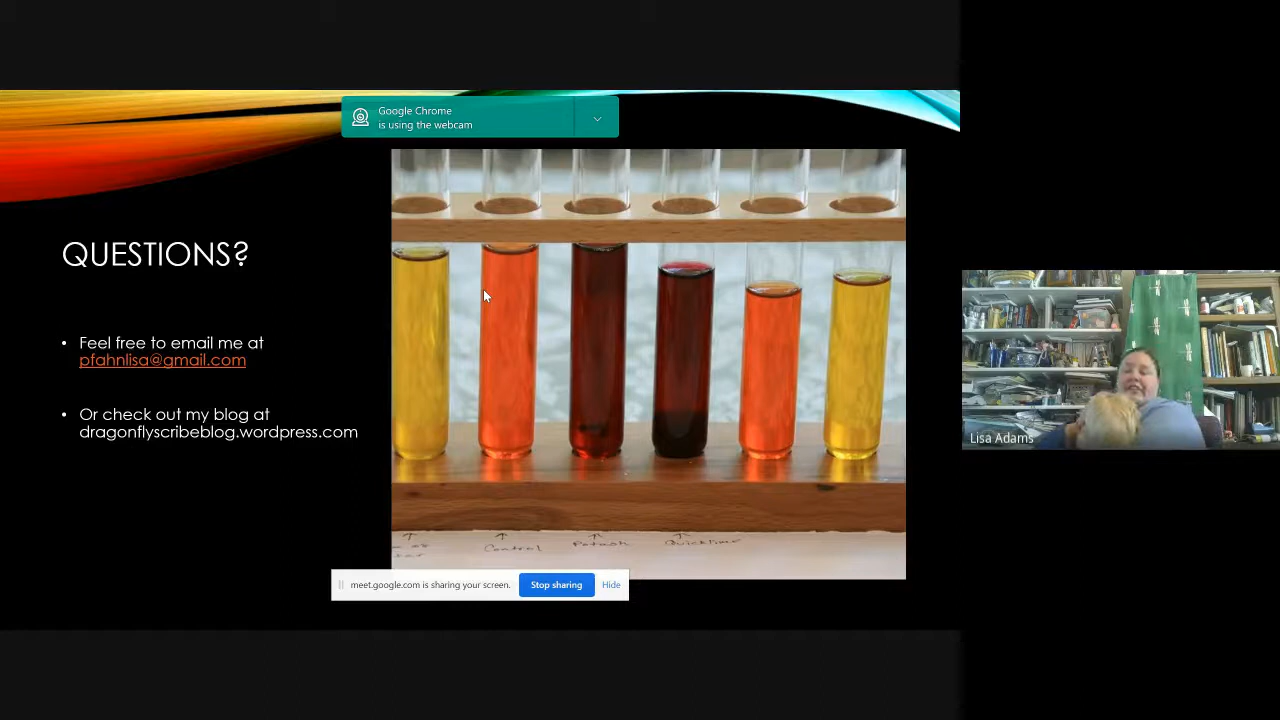 Google Chrome
is using the webcam
QUESTIONS?
• Feel free to email me at
pfahnlisa@gmail.com
• Or check out my blog at
dragonflyscribeblog.wordpress.com
Control
Potash
Quicklime
meet.google.com is sharing your screen.
Stop sharing
Hide
Lisa Adams